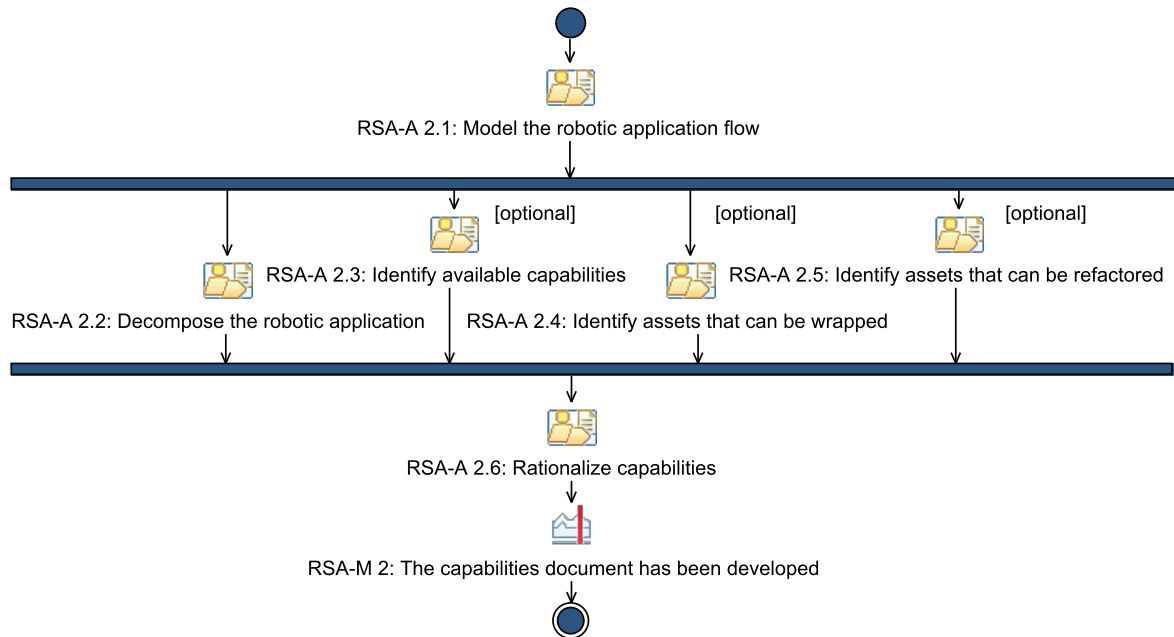 RSA-A 2.1: Model the robotic application flow
[optional]
[optional]
[optional]
RSA-A 2.3: Identify available capabilities
RSA-A 2.5: Identify assets that can be refactored
RSA-A 2.2: Decompose the robotic application
RSA-A 2.4: Identify assets that can be wrapped
RSA-A 2.6: Rationalize capabilities
RSA-M 2: The capabilities document has been developed